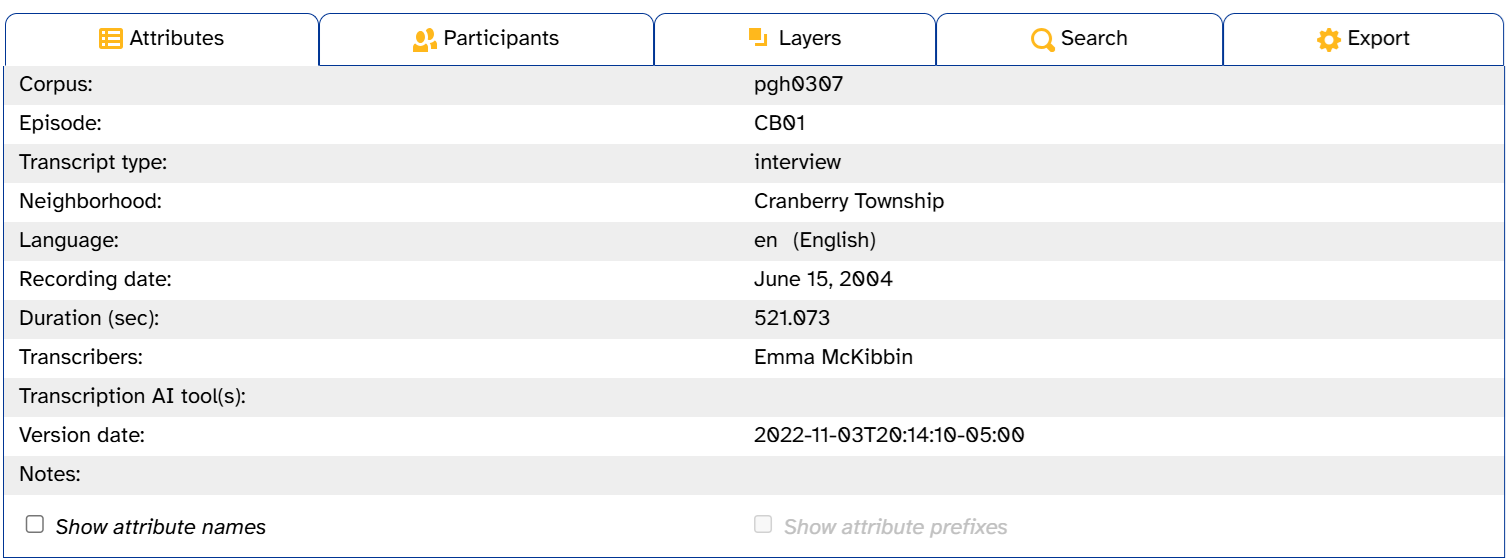 Attributes Participants Layers Search Export
Corpus: pgh0307
Episode: CB01
Transcript type: interview
Neighborhood: Cranberry Township
Language: en (English)
Recording date: June 15, 2004
Duration (sec): 521.073
Transcribers: Emma McKibbin
Transcription AI tool(s):
Version date: 2022-11-03T20:14:10-05:00
Notes:
Show attribute names Show attribute prefixes